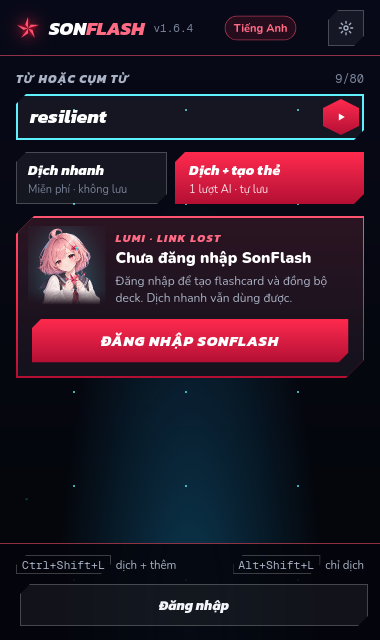 SONFLASH v1.6.4 Tiếng Anh
TỪ HOẶC CỤM TỪ 9/80
resilient
Dịch nhanh
Miễn phí · không lưu
Dịch + tạo thẻ
1 lượt AI · tự lưu
LUMI · LINK LOST
Chưa đăng nhập SonFlash
Đăng nhập để tạo flashcard và đồng bộ
deck. Dịch nhanh vẫn dùng được.
ĐĂNG NHẬP SONFLASH
Ctrl+Shift+L dịch + thêm Alt+Shift+L chỉ dịch
Đăng nhập